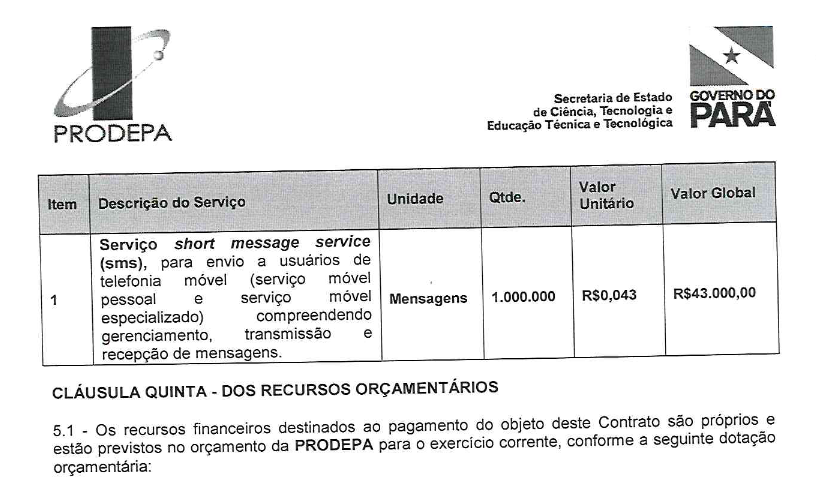 PRODEPA
Secretaria de Estado
de Ciência, Tecnologia e
Educação Técnica e Tecnológica
GOVERNO DO
PARÁ
Item Descrição do Serviço Unidade Qtde. Valor Unitário Valor Global
1
Serviço short message service
(sms), para envio a usuários de
telefonia móvel (serviço móvel
pessoal e serviço móvel
especializado) compreendendo
gerenciamento, transmissão e
recepção de mensagens.
Mensagens
1.000.000
R$0,043
R$43.000,00
CLÁUSULA QUINTA - DOS RECURSOS ORÇAMENTÁRIOS
5.1 - Os recursos financeiros destinados ao pagamento do objeto deste Contrato são próprios e
estão previstos no orçamento da PRODEPA para o exercício corrente, conforme a seguinte dotação
orçamentária: